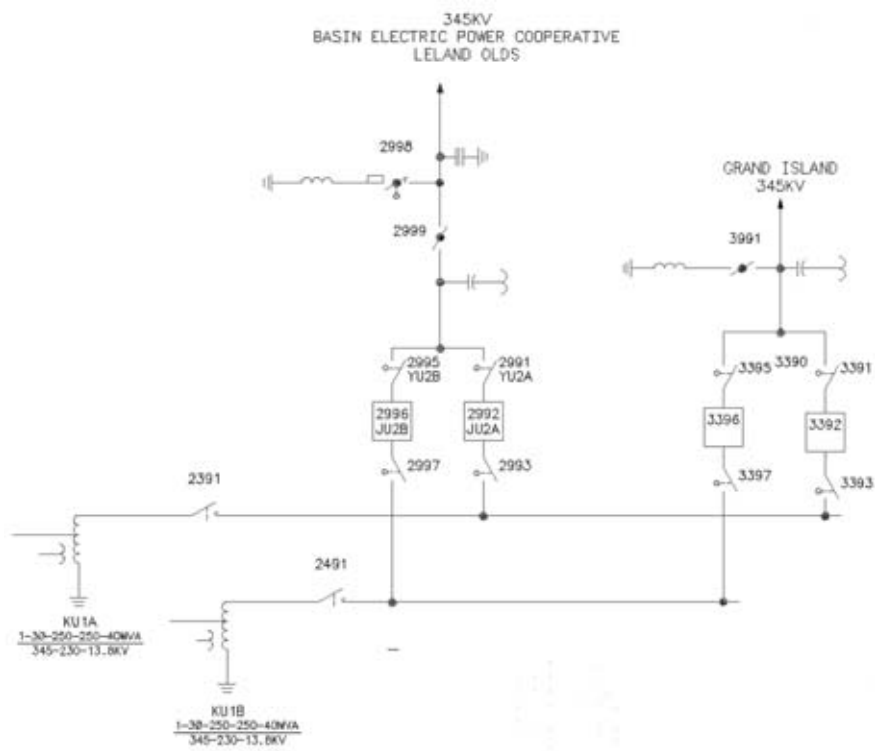 345KV
BASIN ELECTRIC POWER COOPERATIVE
LELAND OLDS
2998
GRAND ISLAND
345KV
2999
3991
2995
YU2B
2991
YU2A
3395
3390
3391
2996
JU2B
2992
JU2A
3396
3392
2997
2993
3397
3393
2391
2491
KU1A
1-3Ø-250-250-40MVA
345-230-13.8KV
KU1B
1-3Ø-250-250-40MVA
345-230-13.8KV